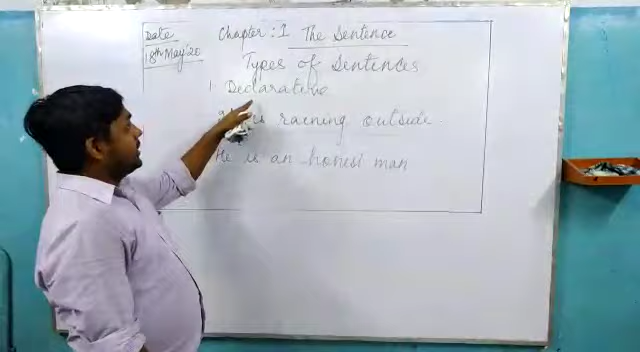 Date
18th May'20
Chapter : 1 The Sentence
Types of Sentences
1 Declarative
is raining outside
He is an honest man